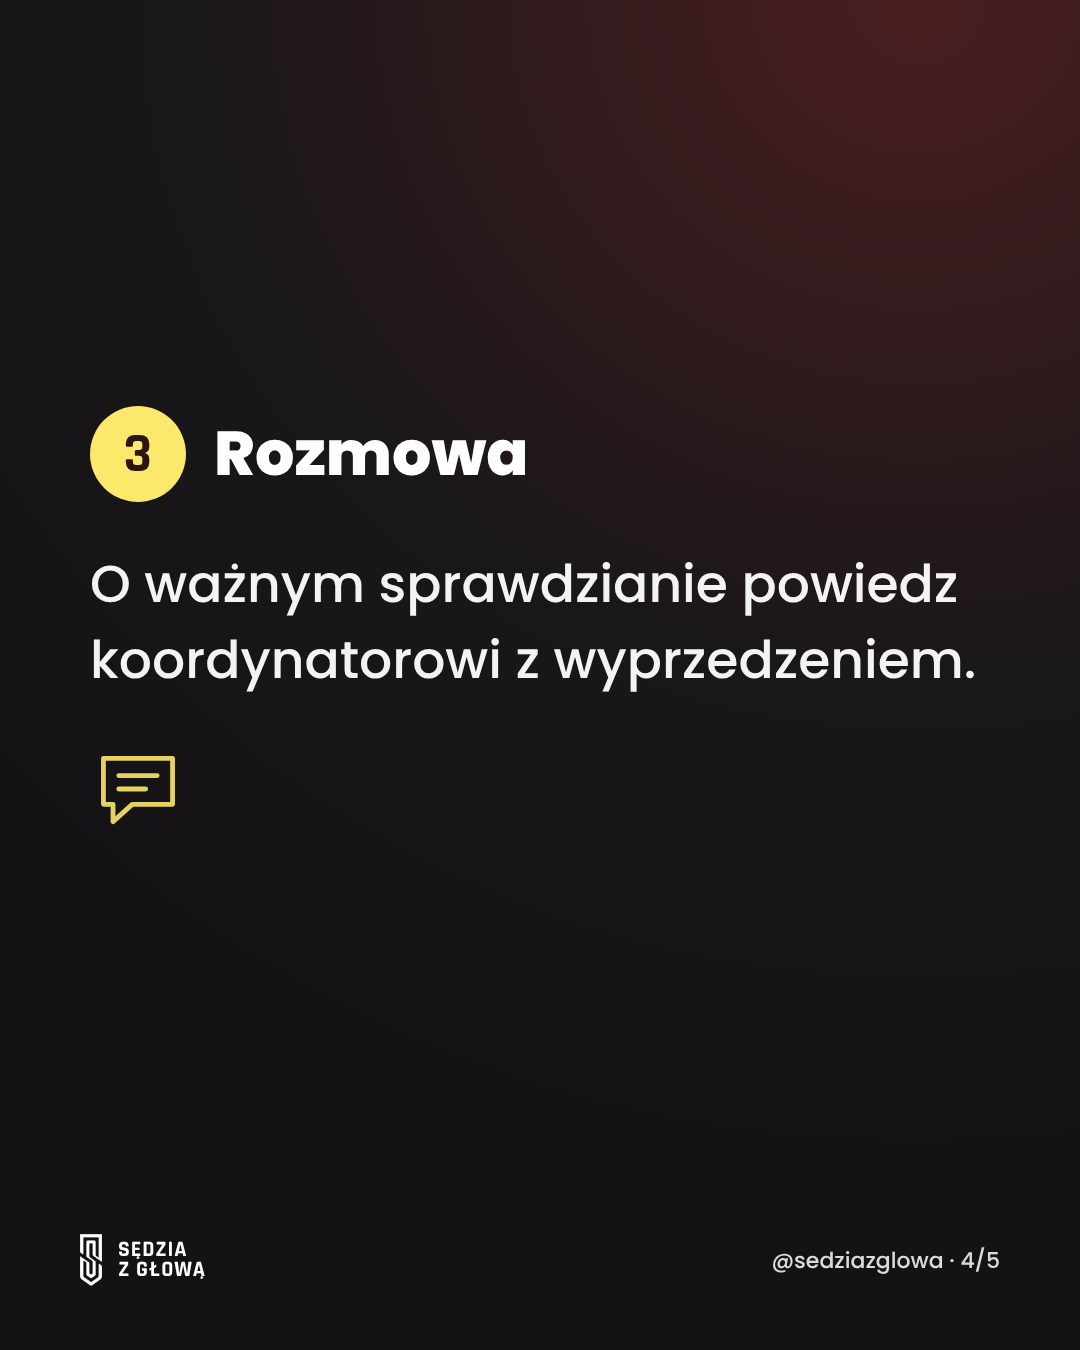 3 Rozmowa
O ważnym sprawdzianie powiedz
koordynatorowi z wyprzedzeniem.
SĘDZIA
Z GŁOWĄ
@sedziazglowa · 4/5